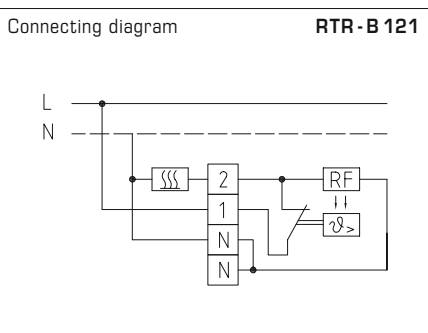 Connecting diagram RTR-B 121
L
N
2 RF
1
ϑ>
N
N